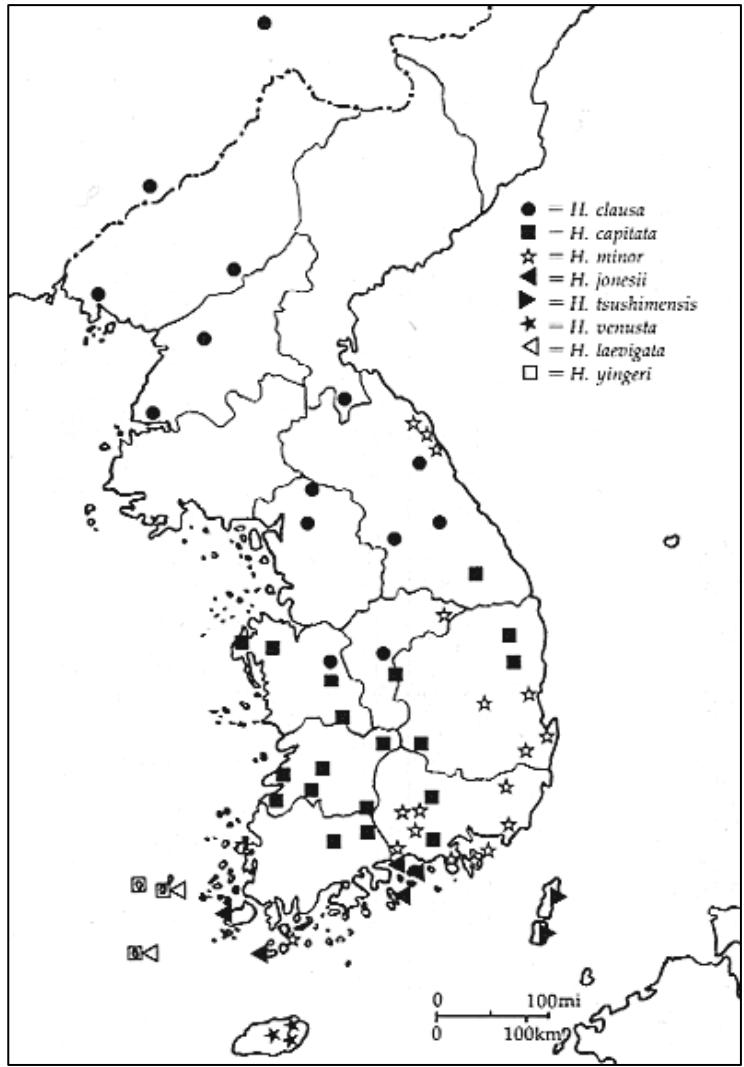 = H. clausa
= H. capitata
= H. minor
= H. jonesii
= H. tsushimensis
= H. venusta
= H. laevigata
= H. yingeri
0 100mi
0 100km